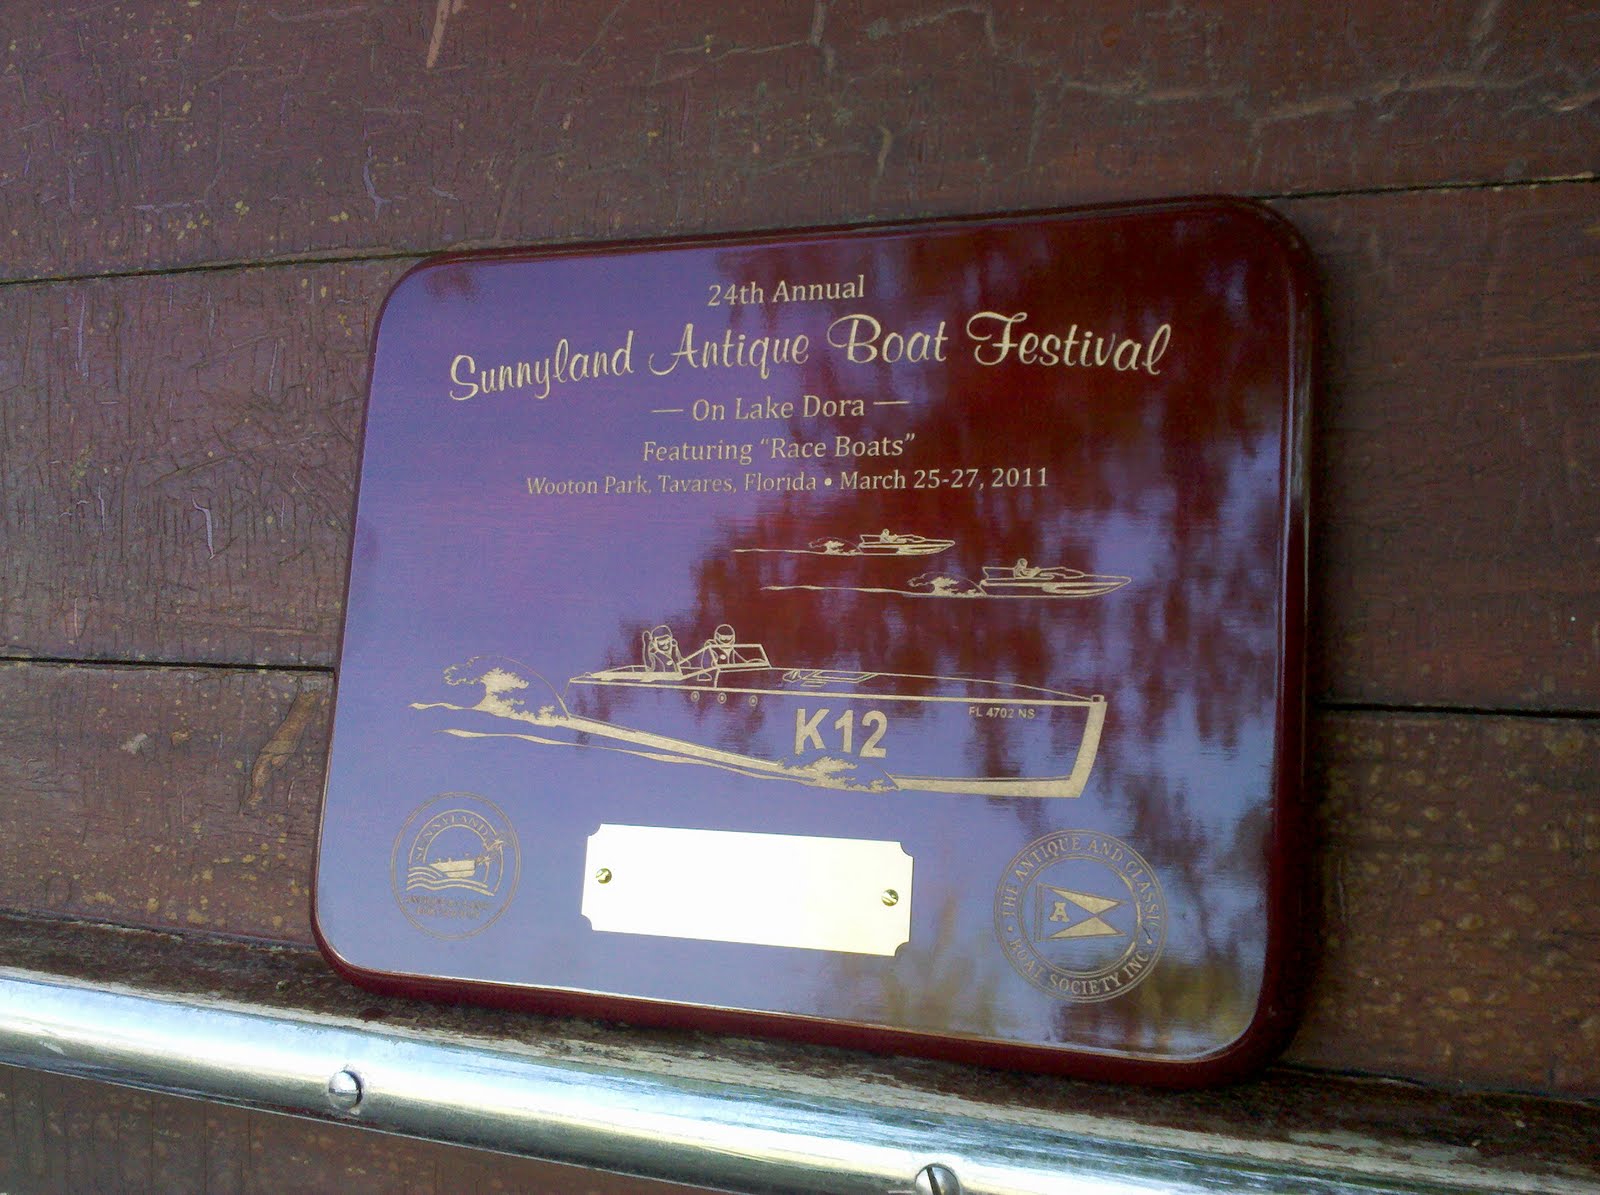 24th Annual
Sunnyland Antique Boat Festival
— On Lake Dora —
Featuring “Race Boats”
Wooton Park, Tavares, Florida • March 25-27, 2011
K12
FL 4702 NS
SUNNYLAND
• THE ANTIQUE AND CLASSIC •
BOAT SOCIETY INC.
A